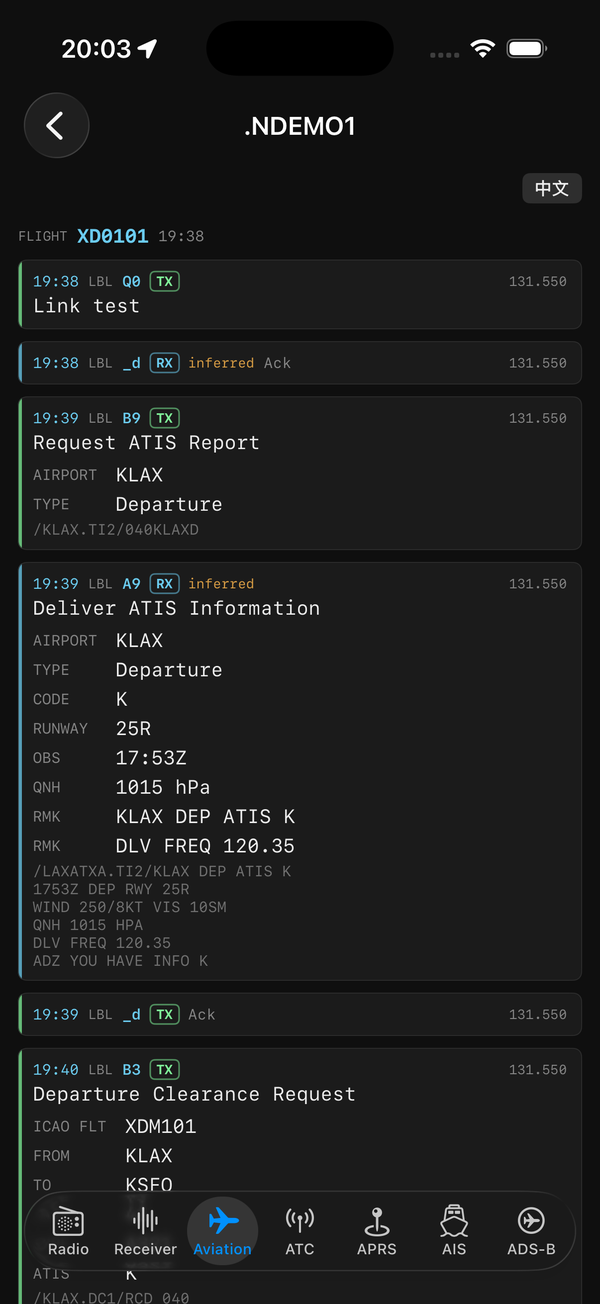 20:03
.NDEMO1
中文
FLIGHT XD0101 19:38
19:38 LBL Q0 TX 131.550
Link test
19:38 LBL _d RX inferred Ack 131.550
19:39 LBL B9 TX 131.550
Request ATIS Report
AIRPORT KLAX
TYPE Departure
/KLAX.TI2/040KLAXD
19:39 LBL A9 RX inferred 131.550
Deliver ATIS Information
AIRPORT KLAX
TYPE Departure
CODE K
RUNWAY 25R
OBS 17:53Z
QNH 1015 hPa
RMK KLAX DEP ATIS K
RMK DLV FREQ 120.35
/LAXATXA.TI2/KLAX DEP ATIS K
1753Z DEP RWY 25R
WIND 250/8KT VIS 10SM
QNH 1015 HPA
DLV FREQ 120.35
ADZ YOU HAVE INFO K
19:39 LBL _d TX Ack 131.550
19:40 LBL B3 TX 131.550
Departure Clearance Request
ICAO FLT XDM101
FROM KLAX
TO KSFO
Radio Receiver Aviation ATC APRS AIS ADS-B
ATIS K
/KLAX.DC1/RCD 040